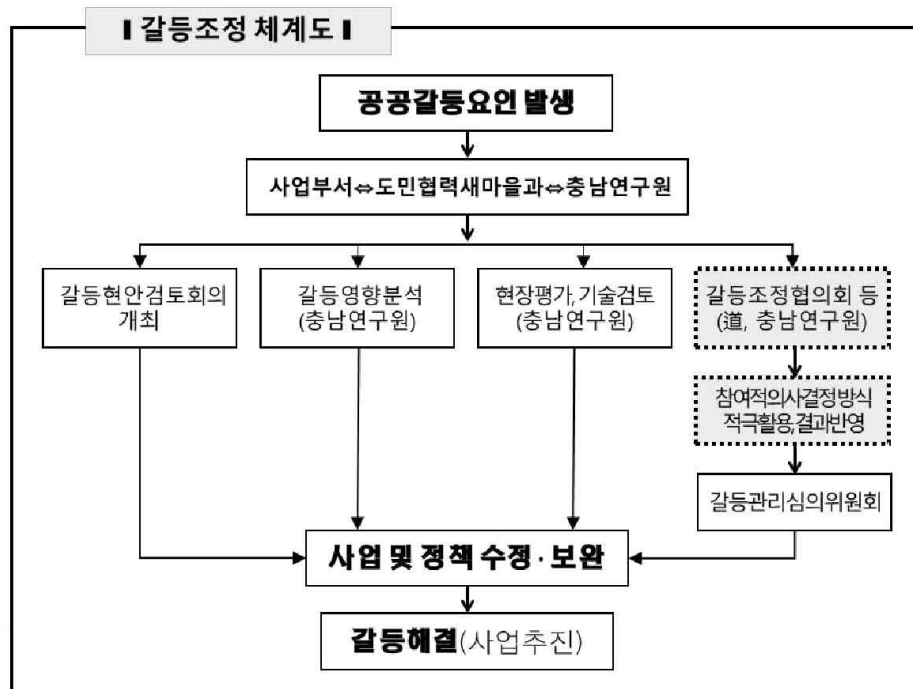 ▮ 갈등조정 체계도 ▮
공공갈등요인 발생
사업부서⇔도민협력새마을과⇔충남연구원
갈등현안검토회의
개최
갈등영향분석
(충남연구원)
현장평가, 기술검토
(충남연구원)
갈등조정협의회 등
(道, 충남연구원)
참여적의사결정방식
적극활용,결과반영
갈등관리심의위원회
사업 및 정책 수정·보완
갈등해결(사업추진)